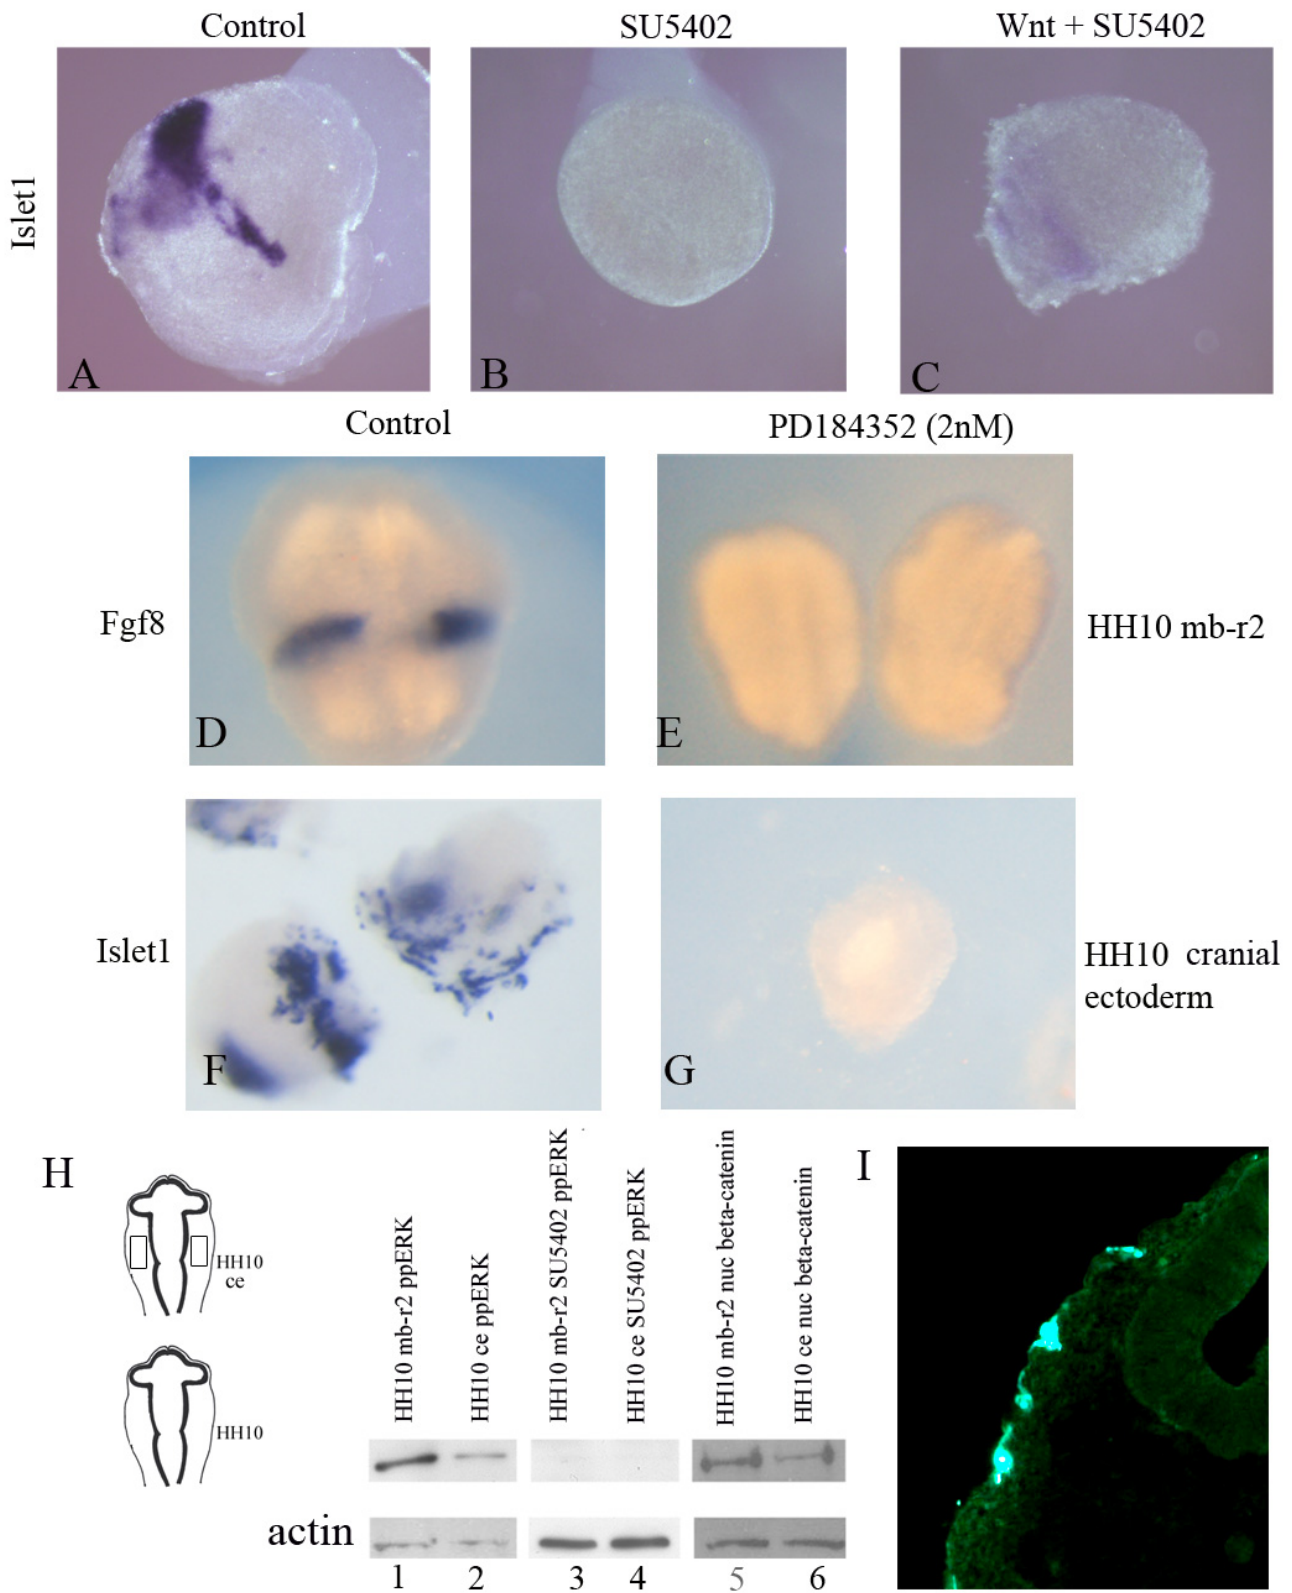 Control
SU5402
Wnt + SU5402
Islet1
A
B
C
Control
PD184352 (2nM)
Fgf8
D
E
HH10 mb-r2
Islet1
F
G
HH10 cranial
ectoderm
H
HH10
ce
HH10
HH10 mb-r2 ppERK
HH10 ce ppERK
HH10 mb-r2 SU5402 ppERK
HH10 ce SU5402 ppERK
HH10 mb-r2 nuc beta-catenin
HH10 ce nuc beta-catenin
I
actin
1 2 3 4 5 6